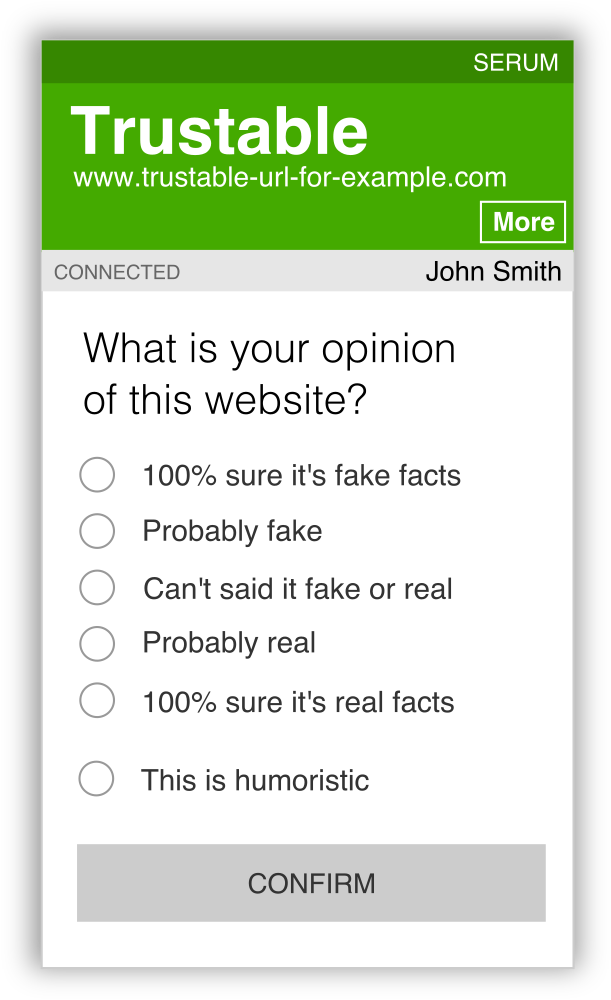 SERUM
Trustable
www.trustable-url-for-example.com
More
CONNECTED John Smith
What is your opinion
of this website?
100% sure it's fake facts
Probably fake
Can't said it fake or real
Probably real
100% sure it's real facts
This is humoristic
CONFIRM